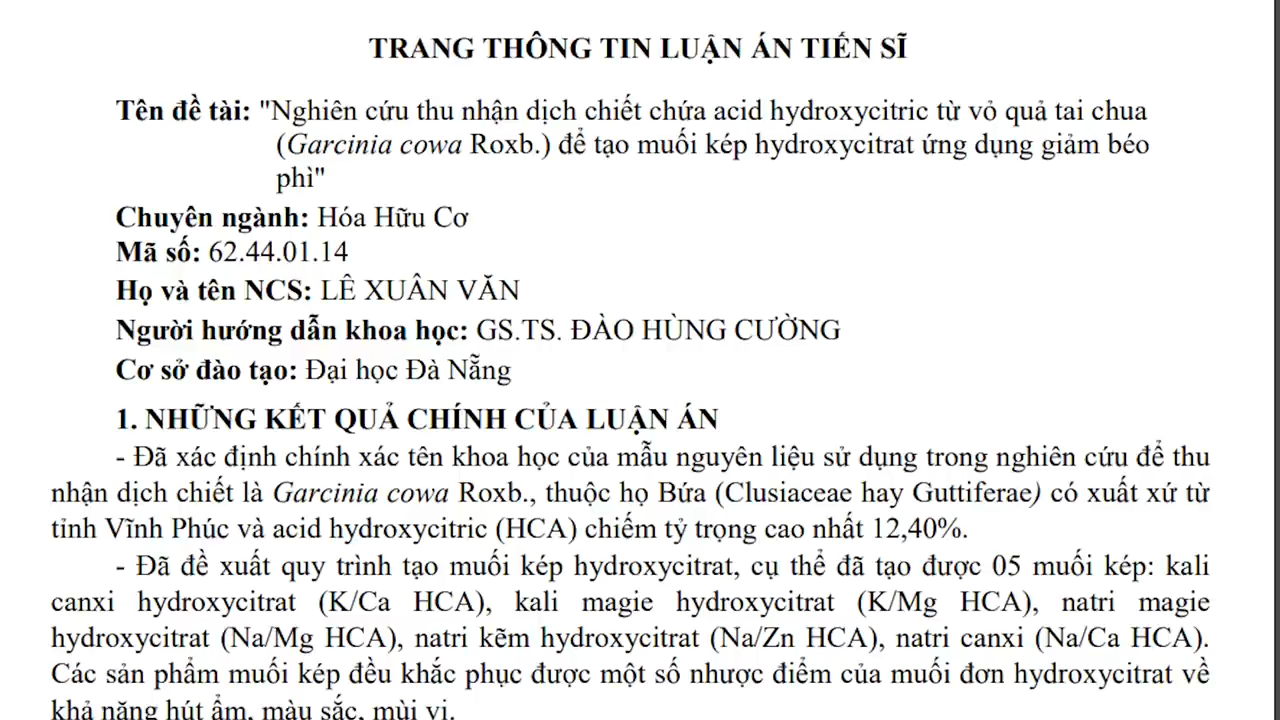 TRANG THÔNG TIN LUẬN ÁN TIẾN SĨ
Tên đề tài: "Nghiên cứu thu nhận dịch chiết chứa acid hydroxycitric từ vỏ quả tai chua
(Garcinia cowa Roxb.) để tạo muối kép hydroxycitrat ứng dụng giảm béo
phì"
Chuyên ngành: Hóa Hữu Cơ
Mã số: 62.44.01.14
Họ và tên NCS: LÊ XUÂN VĂN
Người hướng dẫn khoa học: GS.TS. ĐÀO HÙNG CƯỜNG
Cơ sở đào tạo: Đại học Đà Nẵng
1. NHỮNG KẾT QUẢ CHÍNH CỦA LUẬN ÁN
- Đã xác định chính xác tên khoa học của mẫu nguyên liệu sử dụng trong nghiên cứu để thu
nhận dịch chiết là Garcinia cowa Roxb., thuộc họ Bứa (Clusiaceae hay Guttiferae) có xuất xứ từ
tỉnh Vĩnh Phúc và acid hydroxycitric (HCA) chiếm tỷ trọng cao nhất 12,40%.
- Đã đề xuất quy trình tạo muối kép hydroxycitrat, cụ thể đã tạo được 05 muối kép: kali
canxi hydroxycitrat (K/Ca HCA), kali magie hydroxycitrat (K/Mg HCA), natri magie
hydroxycitrat (Na/Mg HCA), natri kẽm hydroxycitrat (Na/Zn HCA), natri canxi (Na/Ca HCA).
Các sản phẩm muối kép đều khắc phục được một số nhược điểm của muối đơn hydroxycitrat về
khả năng hút ẩm, màu sắc, mùi vị.